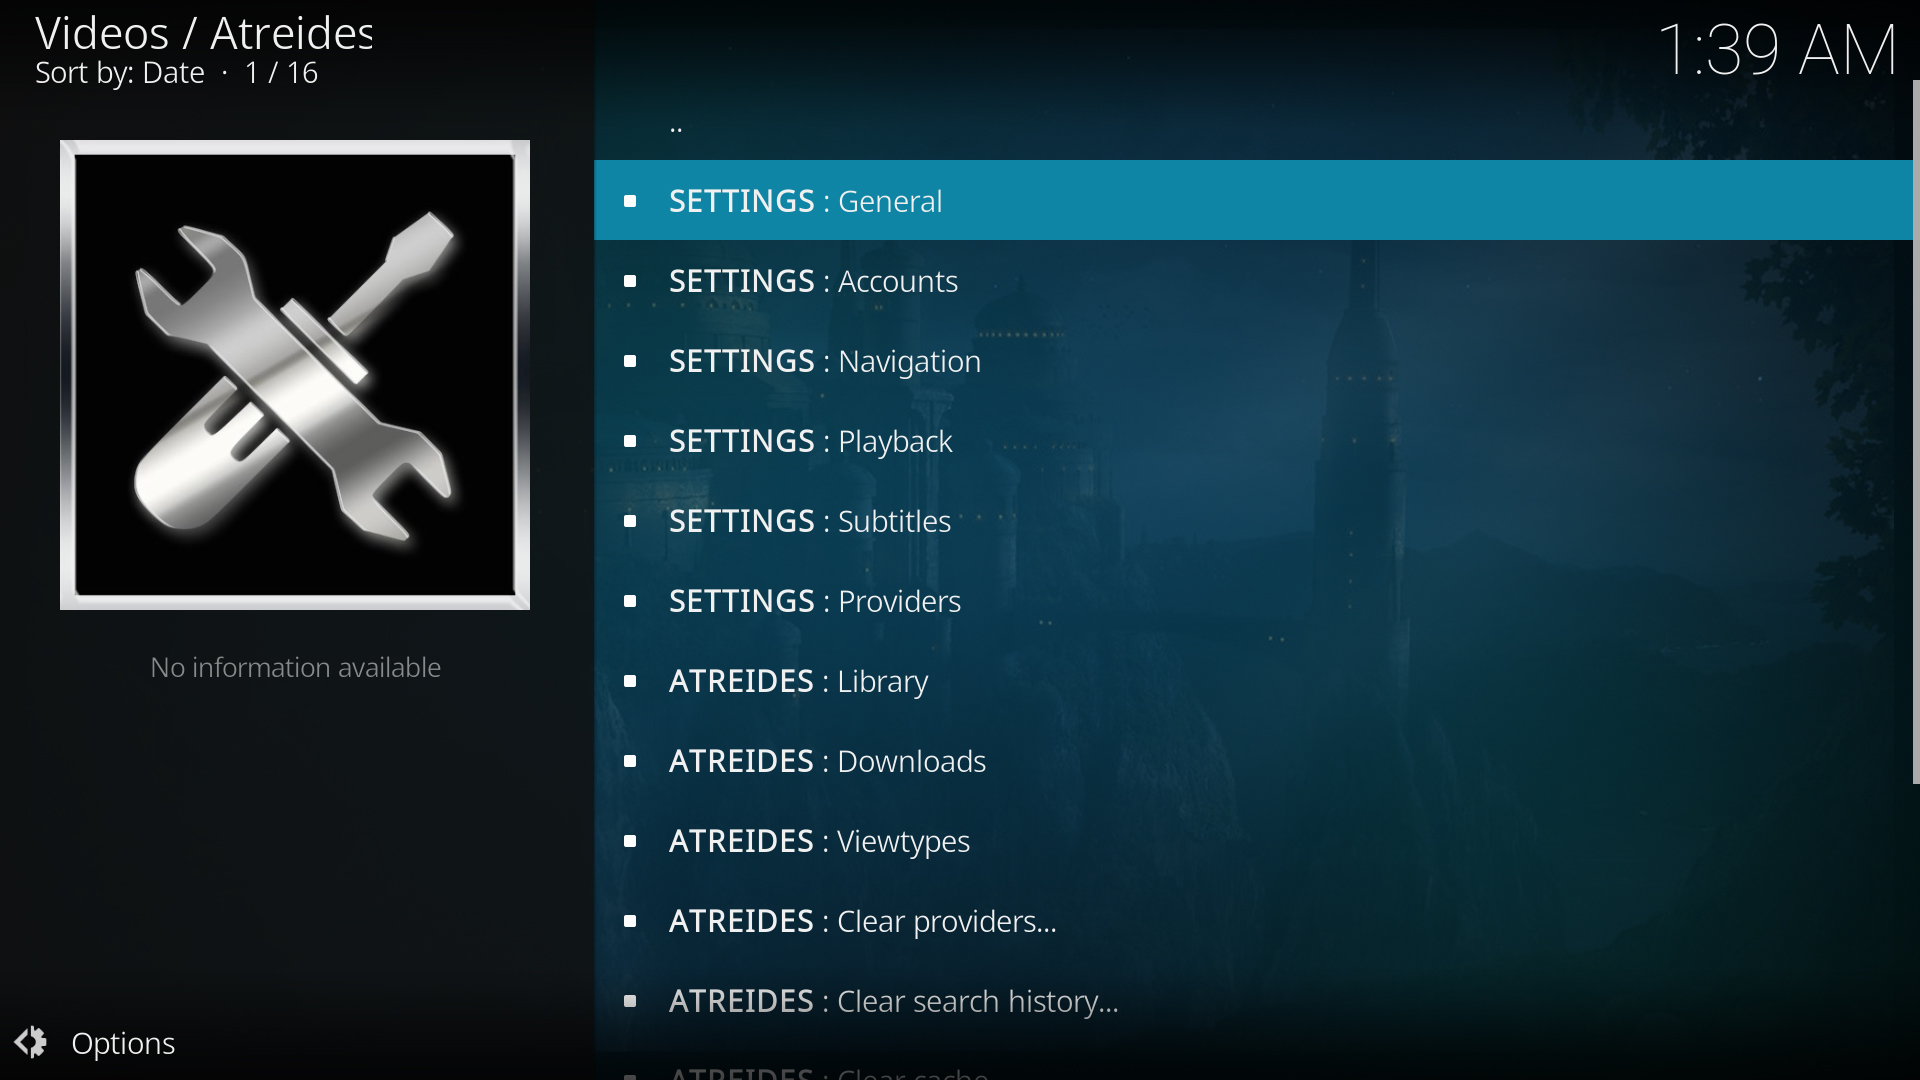 Videos / Atreides
Sort by: Date · 1 / 16
1:39 AM
..
SETTINGS : General
SETTINGS : Accounts
SETTINGS : Navigation
SETTINGS : Playback
SETTINGS : Subtitles
SETTINGS : Providers
ATREIDES : Library
ATREIDES : Downloads
ATREIDES : Viewtypes
ATREIDES : Clear providers...
ATREIDES : Clear search history...
ATREIDES : Clear cache
No information available
Options